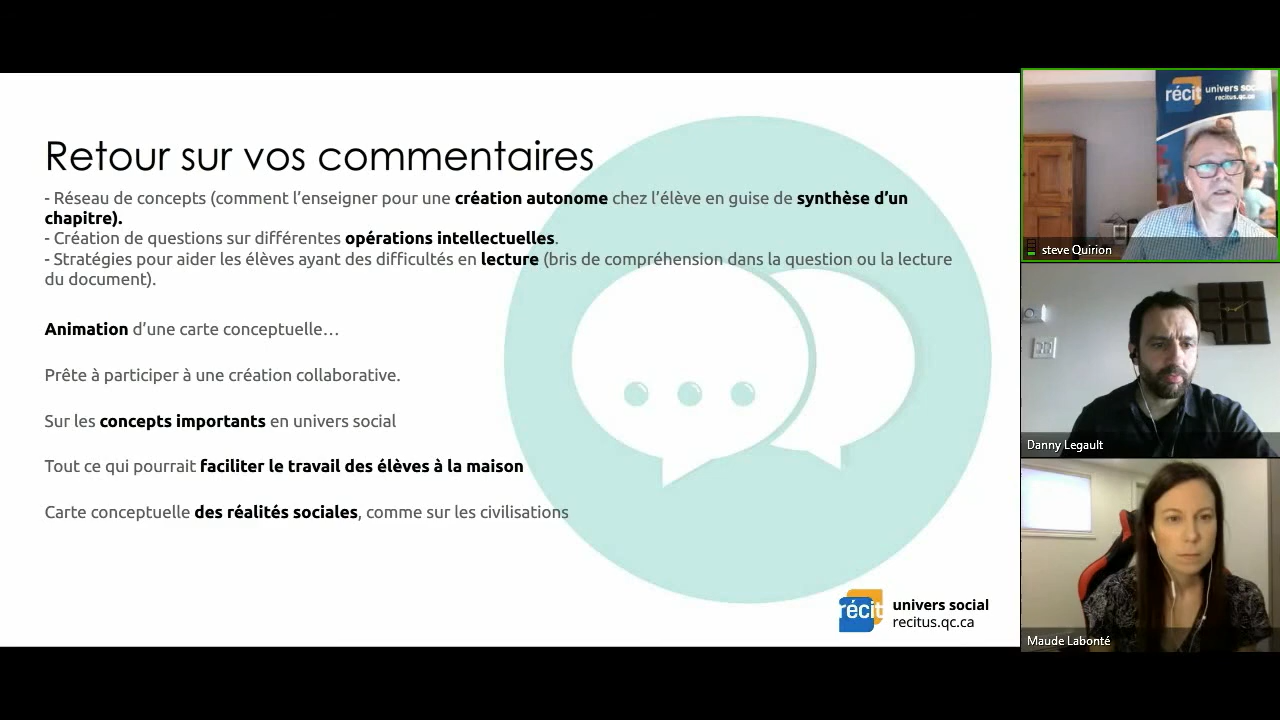 Retour sur vos commentaires
- Réseau de concepts (comment l’enseigner pour une création autonome chez l’élève en guise de synthèse d’un
chapitre).
- Création de questions sur différentes opérations intellectuelles.
- Stratégies pour aider les élèves ayant des difficultés en lecture (bris de compréhension dans la question ou la lecture
du document).
Animation d’une carte conceptuelle…
Prête à participer à une création collaborative.
Sur les concepts importants en univers social
Tout ce qui pourrait faciliter le travail des élèves à la maison
Carte conceptuelle des réalités sociales, comme sur les civilisations
récit
univers social
recitus.qc.ca
récit
univers social
recitus.qc.ca
steve Quirion
Danny Legault
Maude Labonté